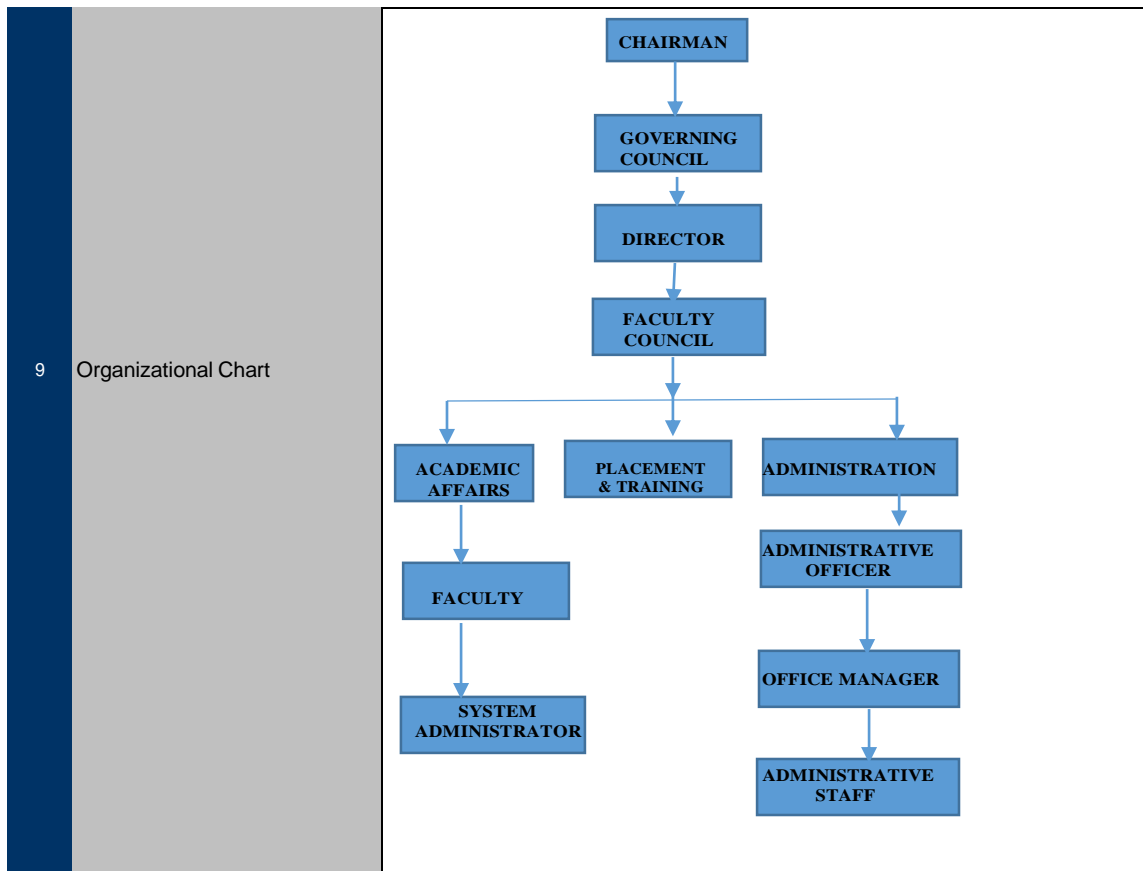 9
Organizational Chart
CHAIRMAN
GOVERNING
COUNCIL
DIRECTOR
FACULTY
COUNCIL
ACADEMIC
AFFAIRS
PLACEMENT
& TRAINING
ADMINISTRATION
FACULTY
ADMINISTRATIVE
OFFICER
SYSTEM
ADMINISTRATOR
OFFICE MANAGER
ADMINISTRATIVE
STAFF